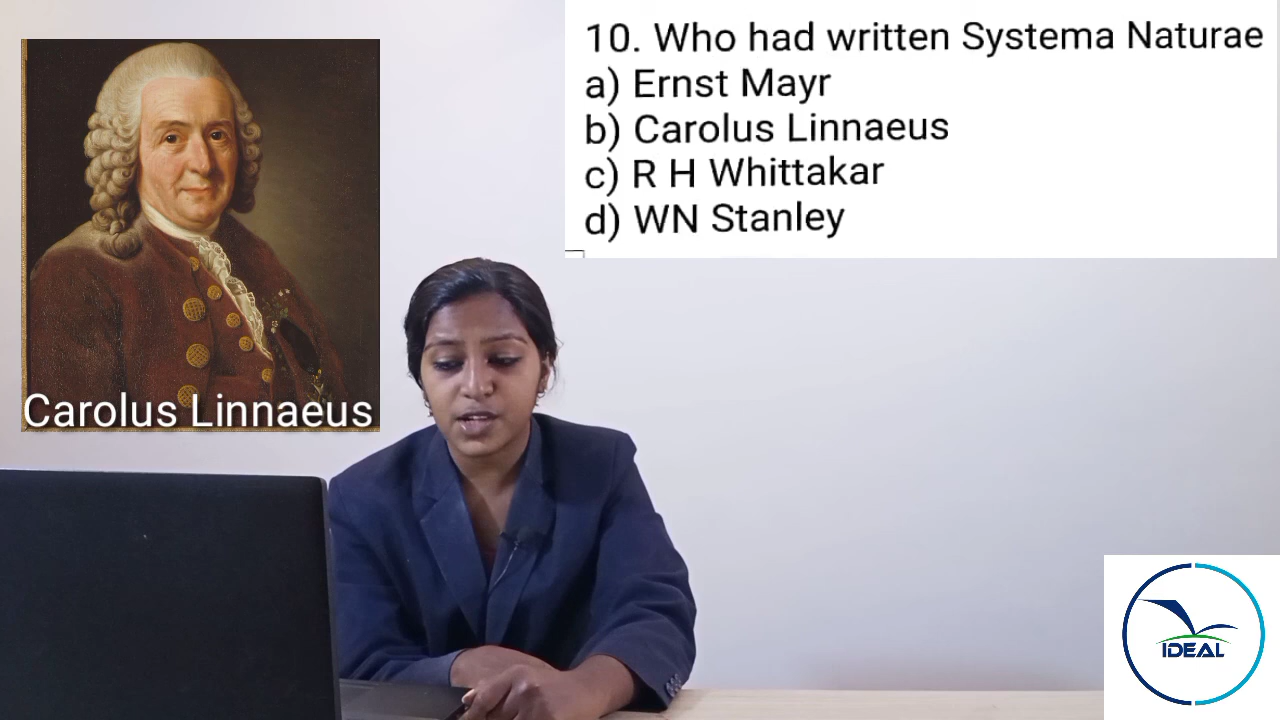 10. Who had written Systema Naturae
a) Ernst Mayr
b) Carolus Linnaeus
c) R H Whittakar
d) WN Stanley
Carolus Linnaeus
IDEAL